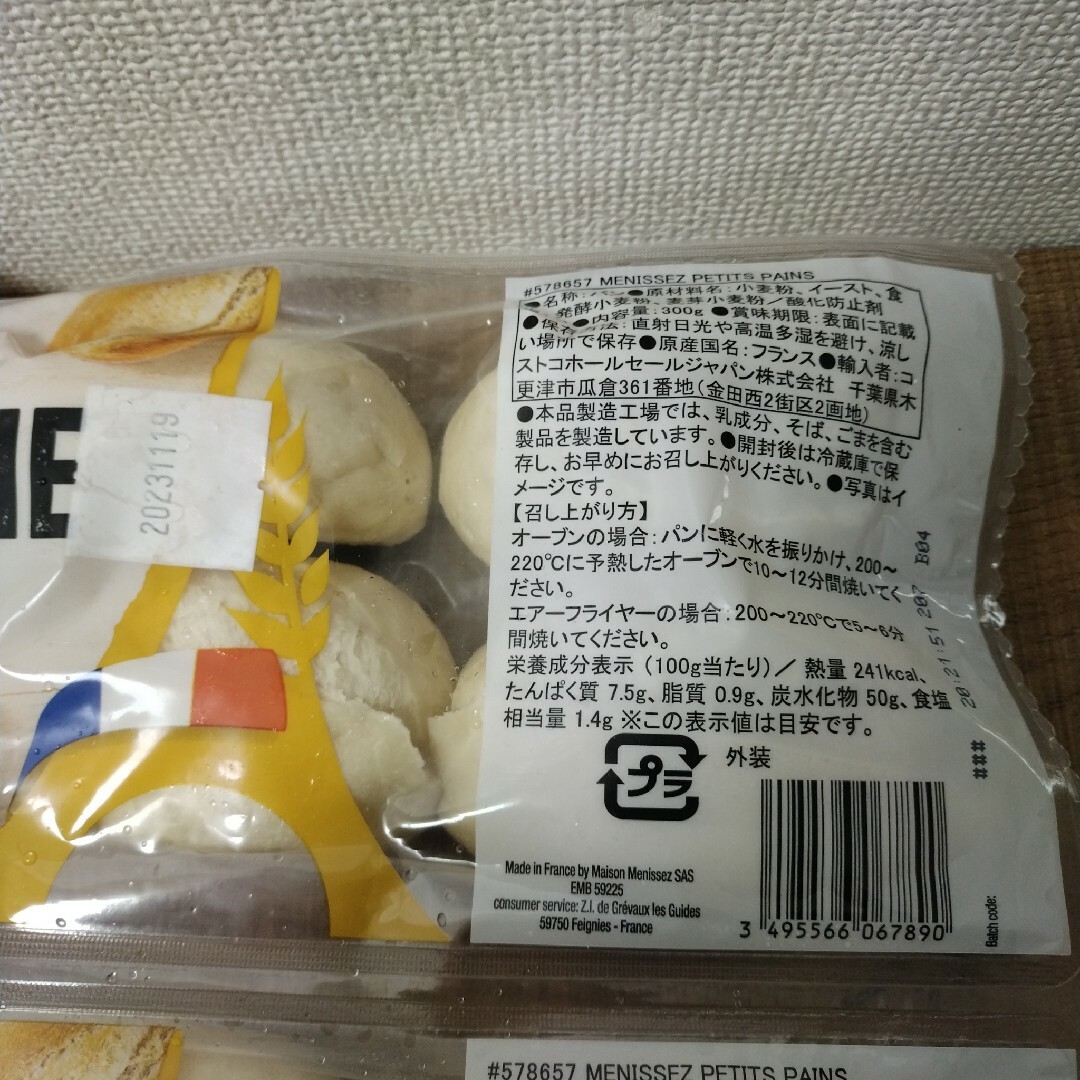 #578657 MENISSEZ PETITS PAINS
●名称：パン●原材料名：小麦粉、イースト、食
発酵小麦粉、麦芽小麦粉／酸化防止剤
●内容量：300g ●賞味期限：表面に記載
●保存方法：直射日光や高温多湿を避け、涼し
い場所で保存●原産国名：フランス●輸入者：コ
ストコホールセールジャパン株式会社 千葉県木
更津市瓜倉361番地(金田西2街区2画地)
●本品製造工場では、乳成分、そば、ごまを含む
製品を製造しています。●開封後は冷蔵庫で保
存し、お早めにお召し上がりください。●写真はイ
メージです。
【召し上がり方】
オーブンの場合：パンに軽く水を振りかけ、200～
220℃に予熱したオーブンで10～12分間焼いてく
ださい。
エアーフライヤーの場合：200～220℃で5～6分
間焼いてください。
栄養成分表示（100g当たり）／ 熱量 241kcal、
たんぱく質 7.5g、脂質 0.9g、炭水化物 50g、食塩
相当量 1.4g ※この表示値は目安です。
プラ 外装
Made in France by Maison Menissez SAS
EMB 59225
consumer service: Z.I. de Grévaux les Guides
59750 Feignies - France
3 495566 067890
Batch code:
###
20:21:51 207 B04
20231119
IE
#578657 MENISSEZ PETITS PAINS